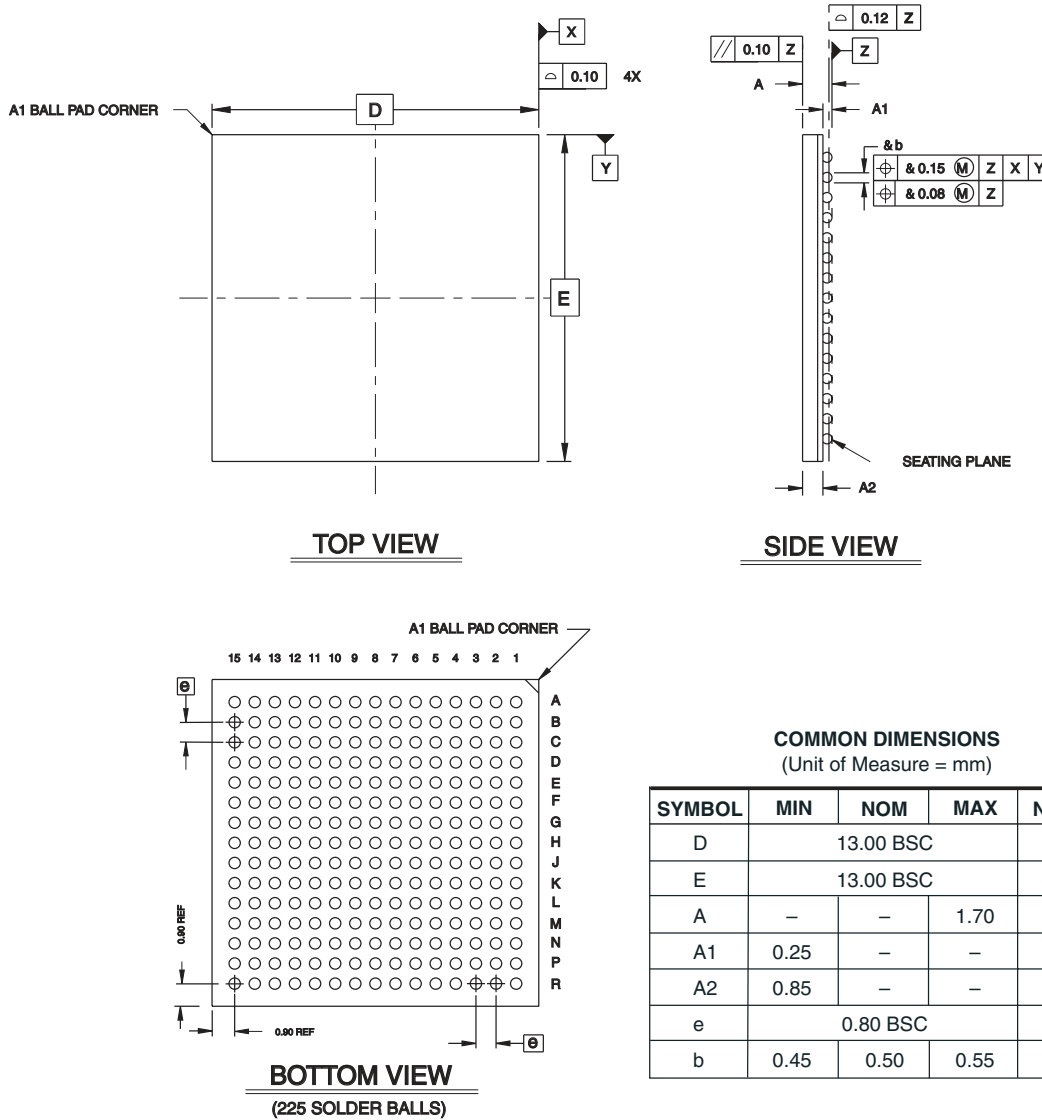 ⌓ 0.12 Z
X
// 0.10 Z
Z
⌓ 0.10 4X
A
A1 BALL PAD CORNER
D
A1
Y
& b
⌖ & 0.15 Ⓜ Z X Y
⌖ & 0.08 Ⓜ Z
E
SEATING PLANE
A2
TOP VIEW
SIDE VIEW
A1 BALL PAD CORNER
15 14 13 12 11 10 9 8 7 6 5 4 3 2 1
e
A
B
C
D
E
F
G
H
J
K
L
M
N
P
R
0.90 REF
0.90 REF
e
BOTTOM VIEW
(225 SOLDER BALLS)
COMMON DIMENSIONS
(Unit of Measure = mm)
SYMBOL MIN NOM MAX N
D 13.00 BSC
E 13.00 BSC
A – – 1.70
A1 0.25 – –
A2 0.85 – –
e 0.80 BSC
b 0.45 0.50 0.55